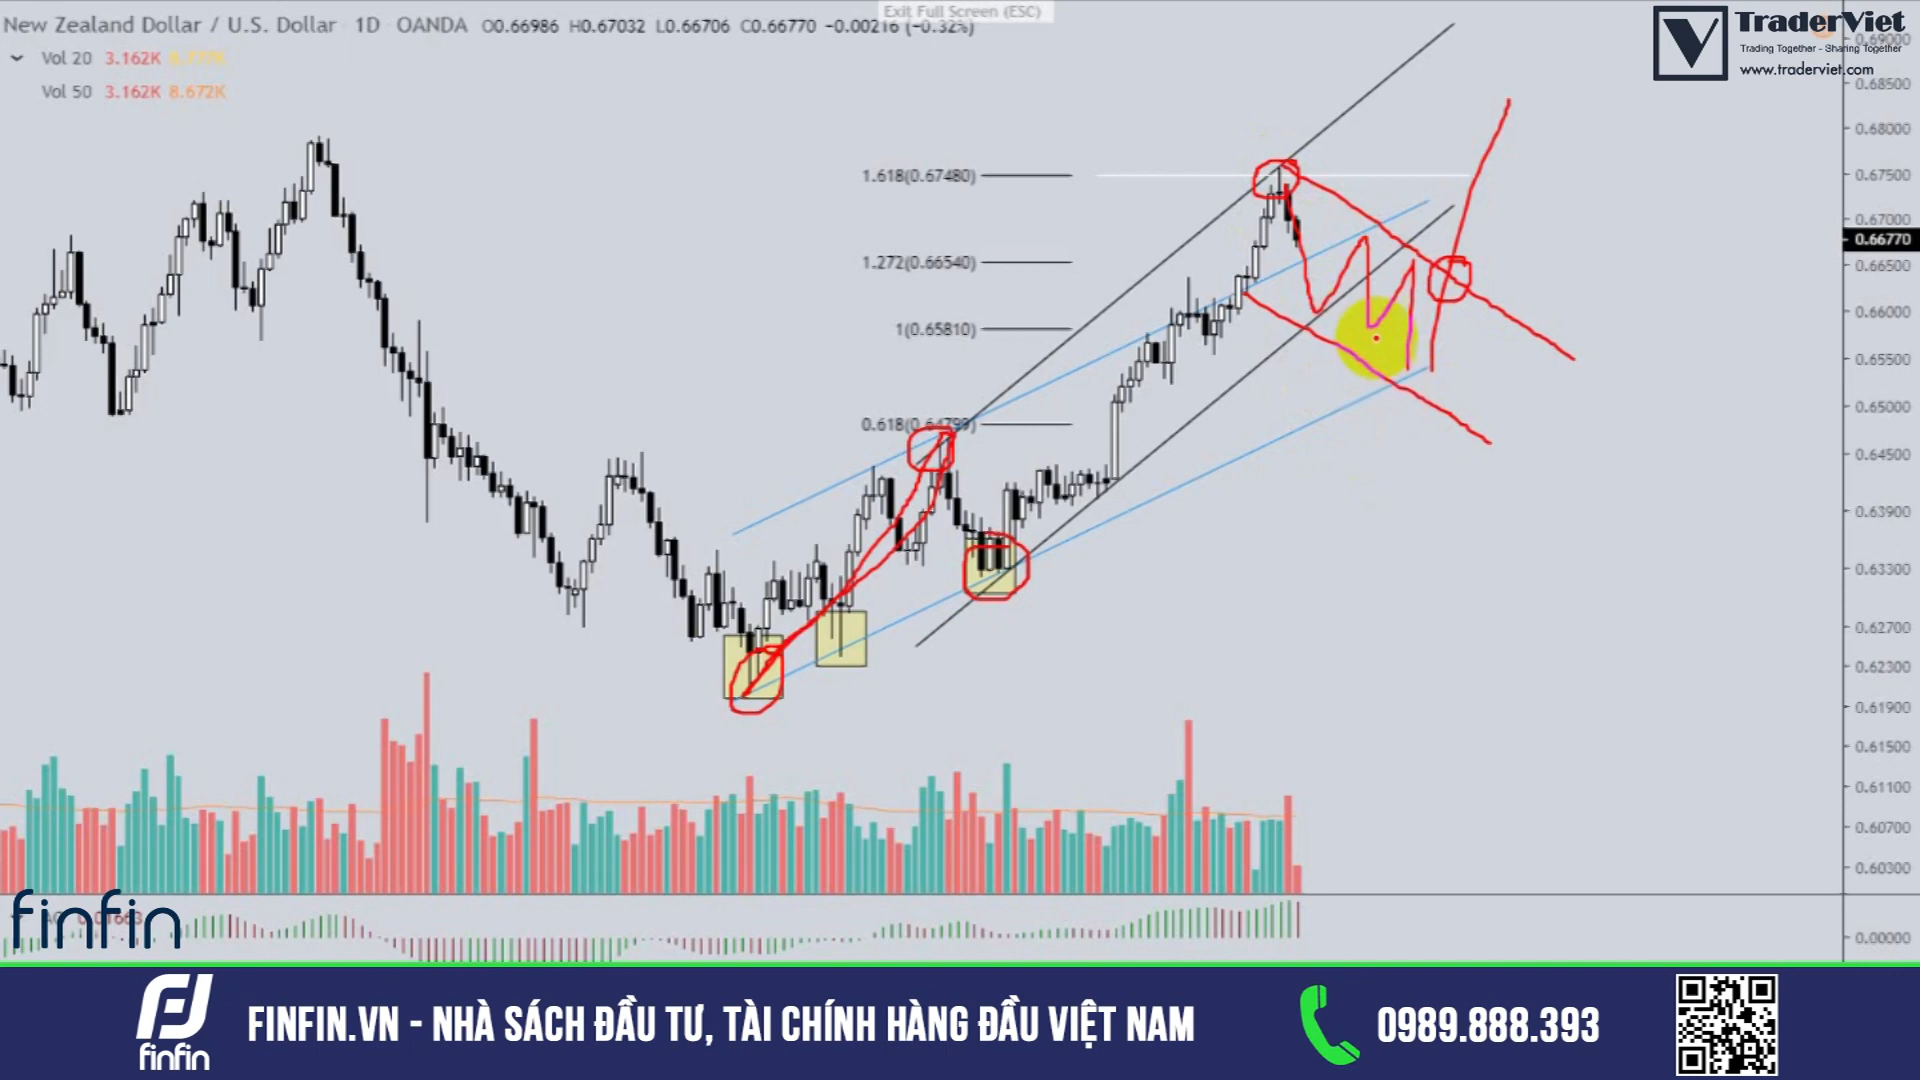 Exit Full Screen (ESC)
New Zealand Dollar / U.S. Dollar 1D OANDA O0.66986 H0.67032 L0.66706 C0.66770 −0.00216 (−0.32%)
Vol 20 3.162K
Vol 50 3.162K 8.672K
TraderViet
Trading Together - Sharing Together
www.traderviet.com
0.69000
0.68500
0.68000
0.67500
0.67000
0.66770
0.66500
0.66000
0.65500
0.65000
0.64500
0.63900
0.63300
0.62700
0.62300
0.61900
0.61500
0.61100
0.60700
0.60300
0.00000
1.618(0.67480)
1.272(0.66540)
1(0.65810)
0.618(0.64799)
finfin
finfin
FINFIN.VN - NHÀ SÁCH ĐẦU TƯ, TÀI CHÍNH HÀNG ĐẦU VIỆT NAM
0989.888.393